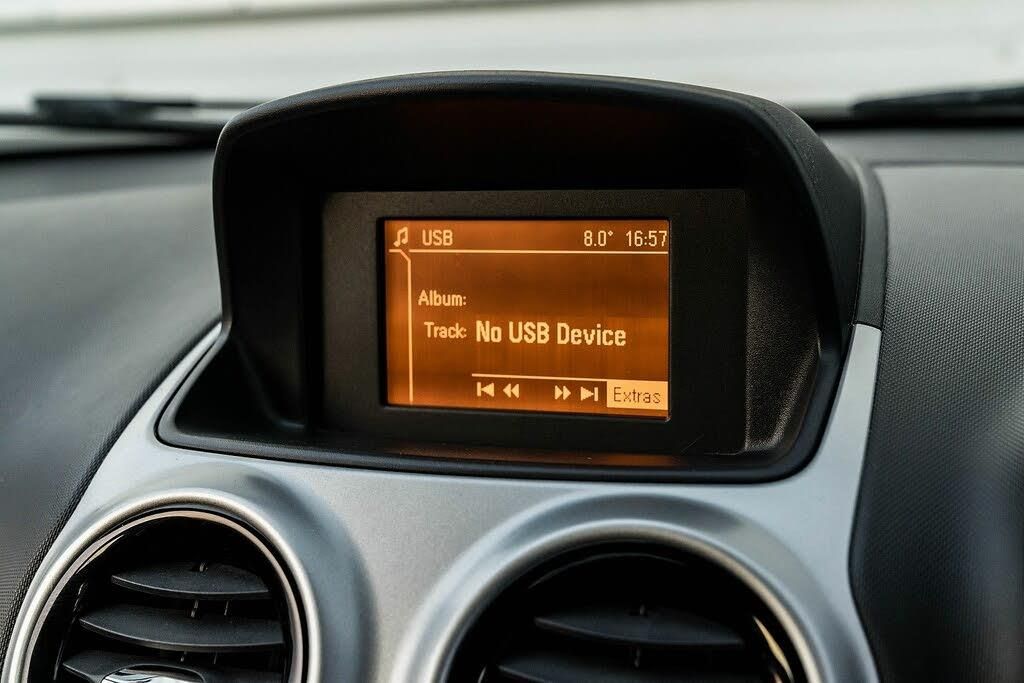 USB 8.0° 16:57
Album:
Track: No USB Device
Extras